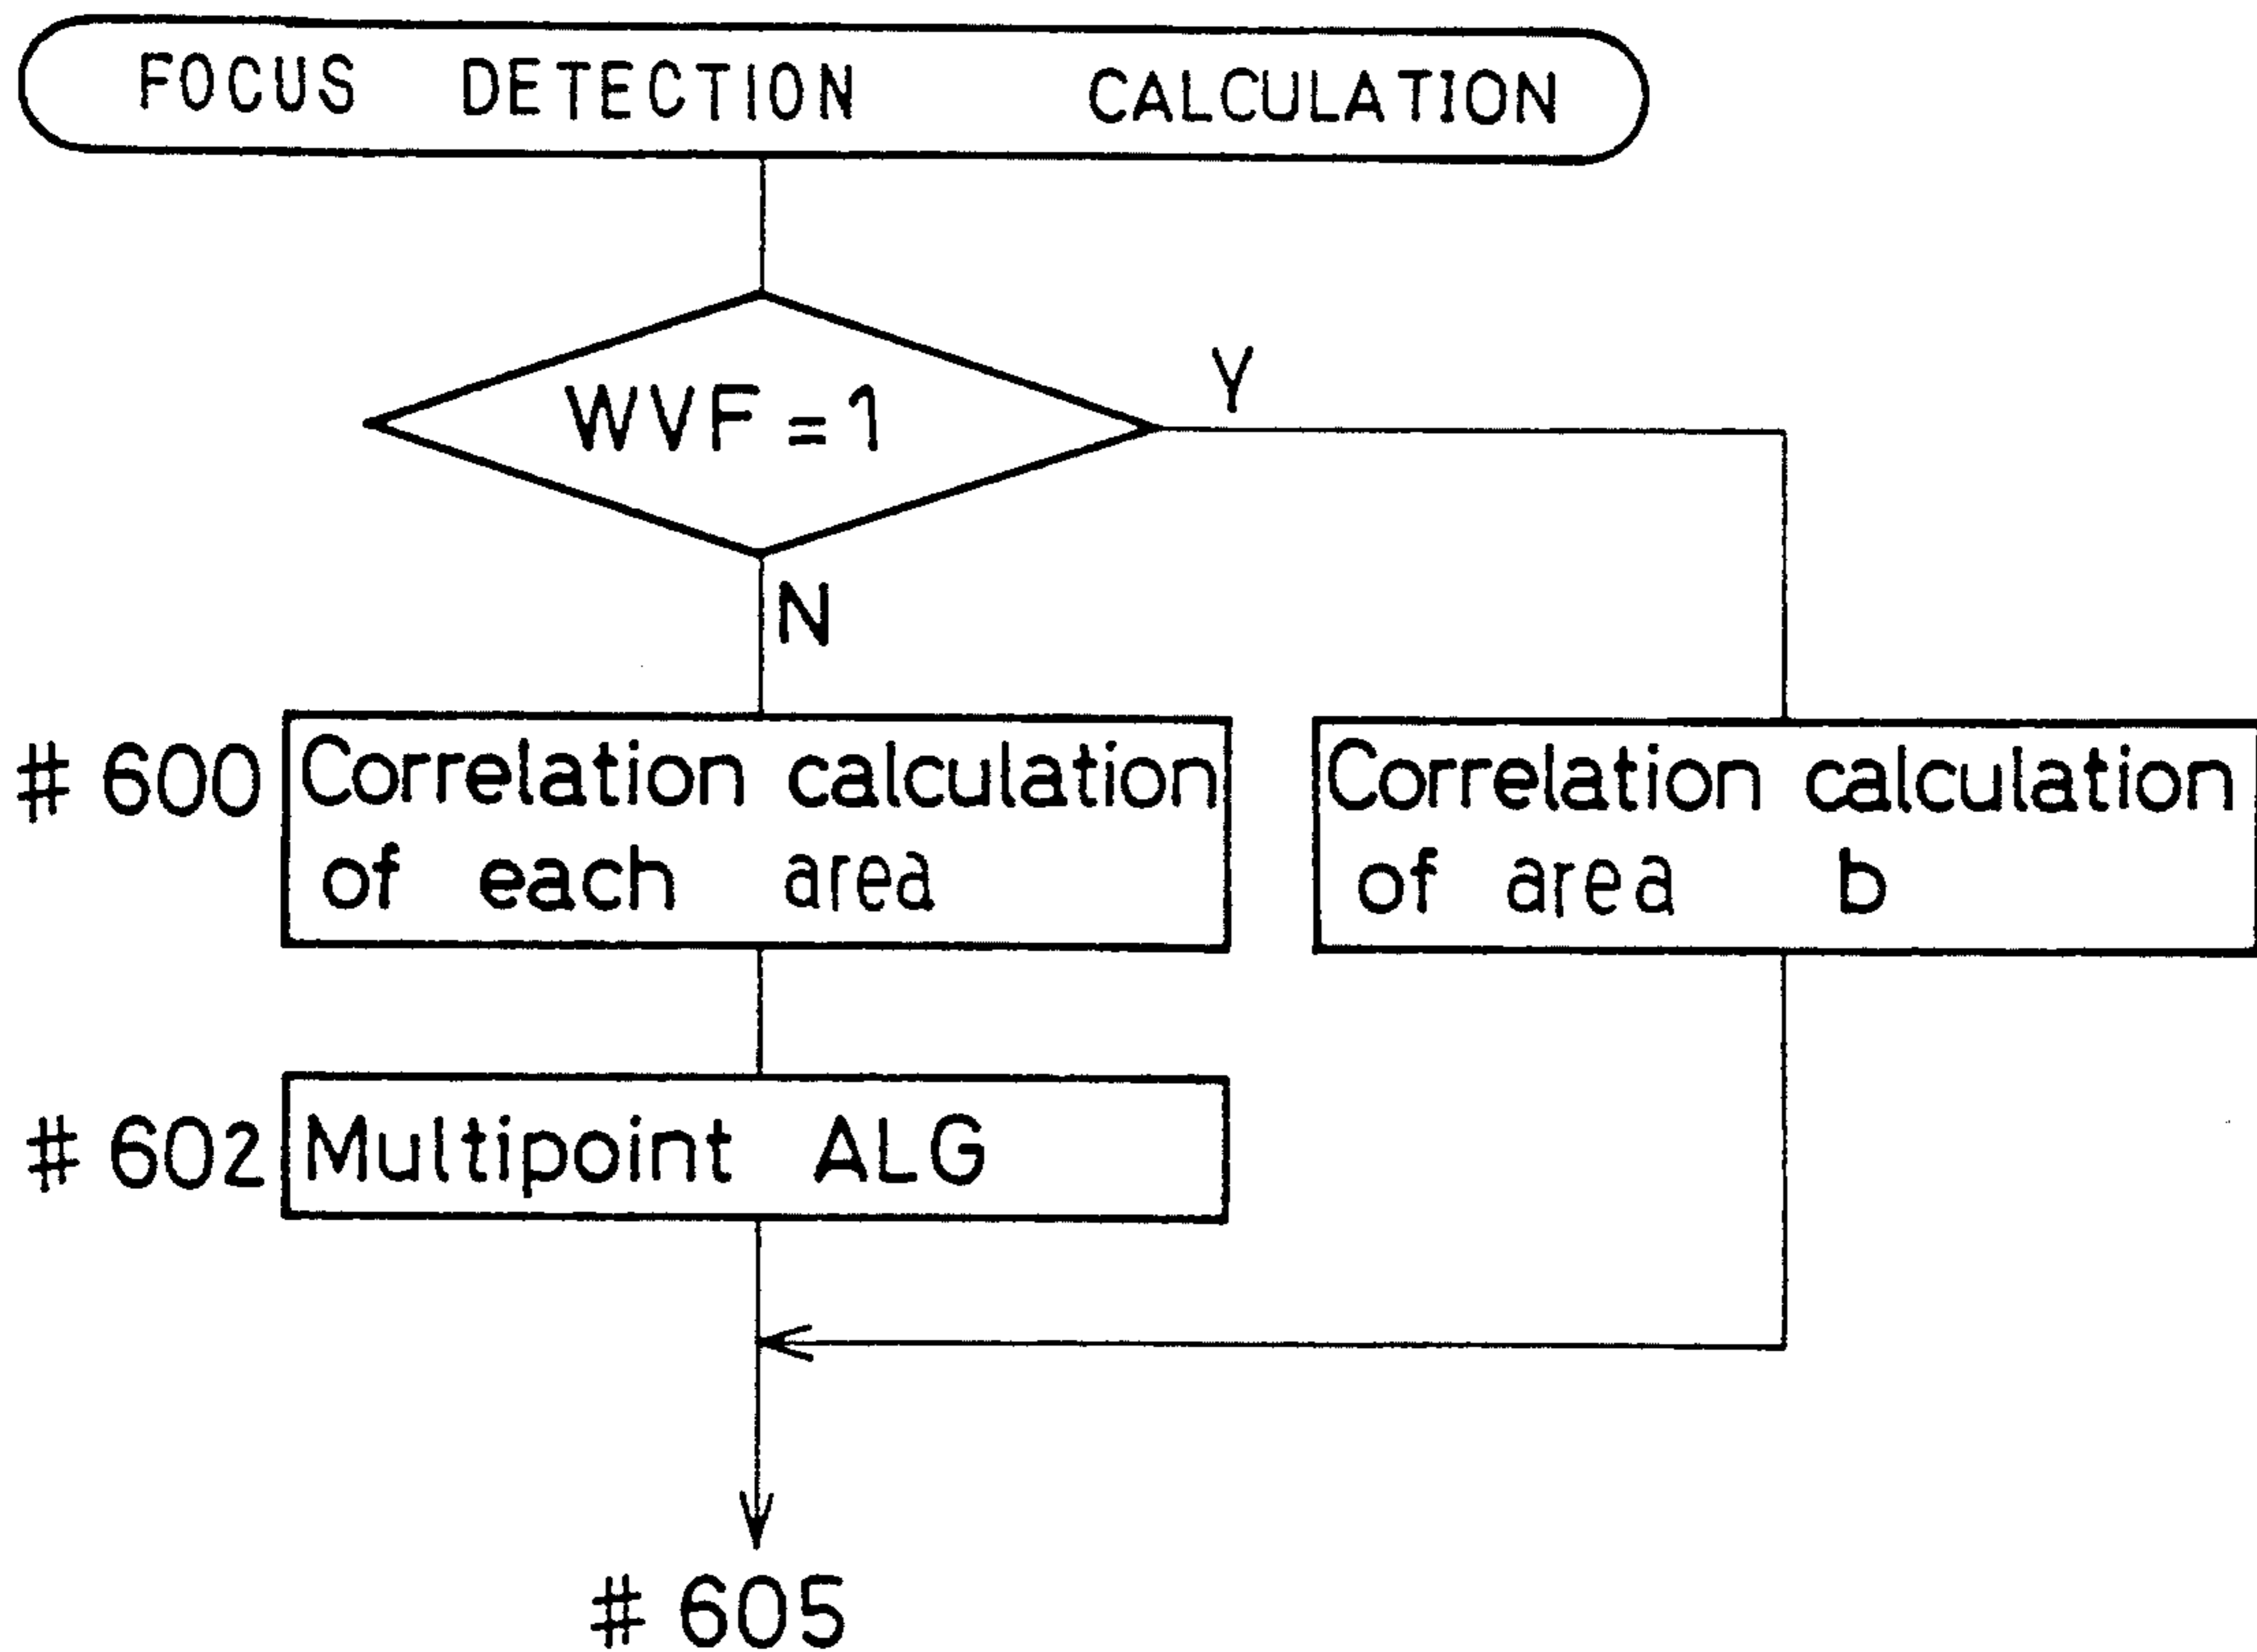 FOCUS DETECTION CALCULATION
WVF=1
Y
N
#600
Correlation calculation
of each area
Correlation calculation
of area b
#602
Multipoint ALG
#605